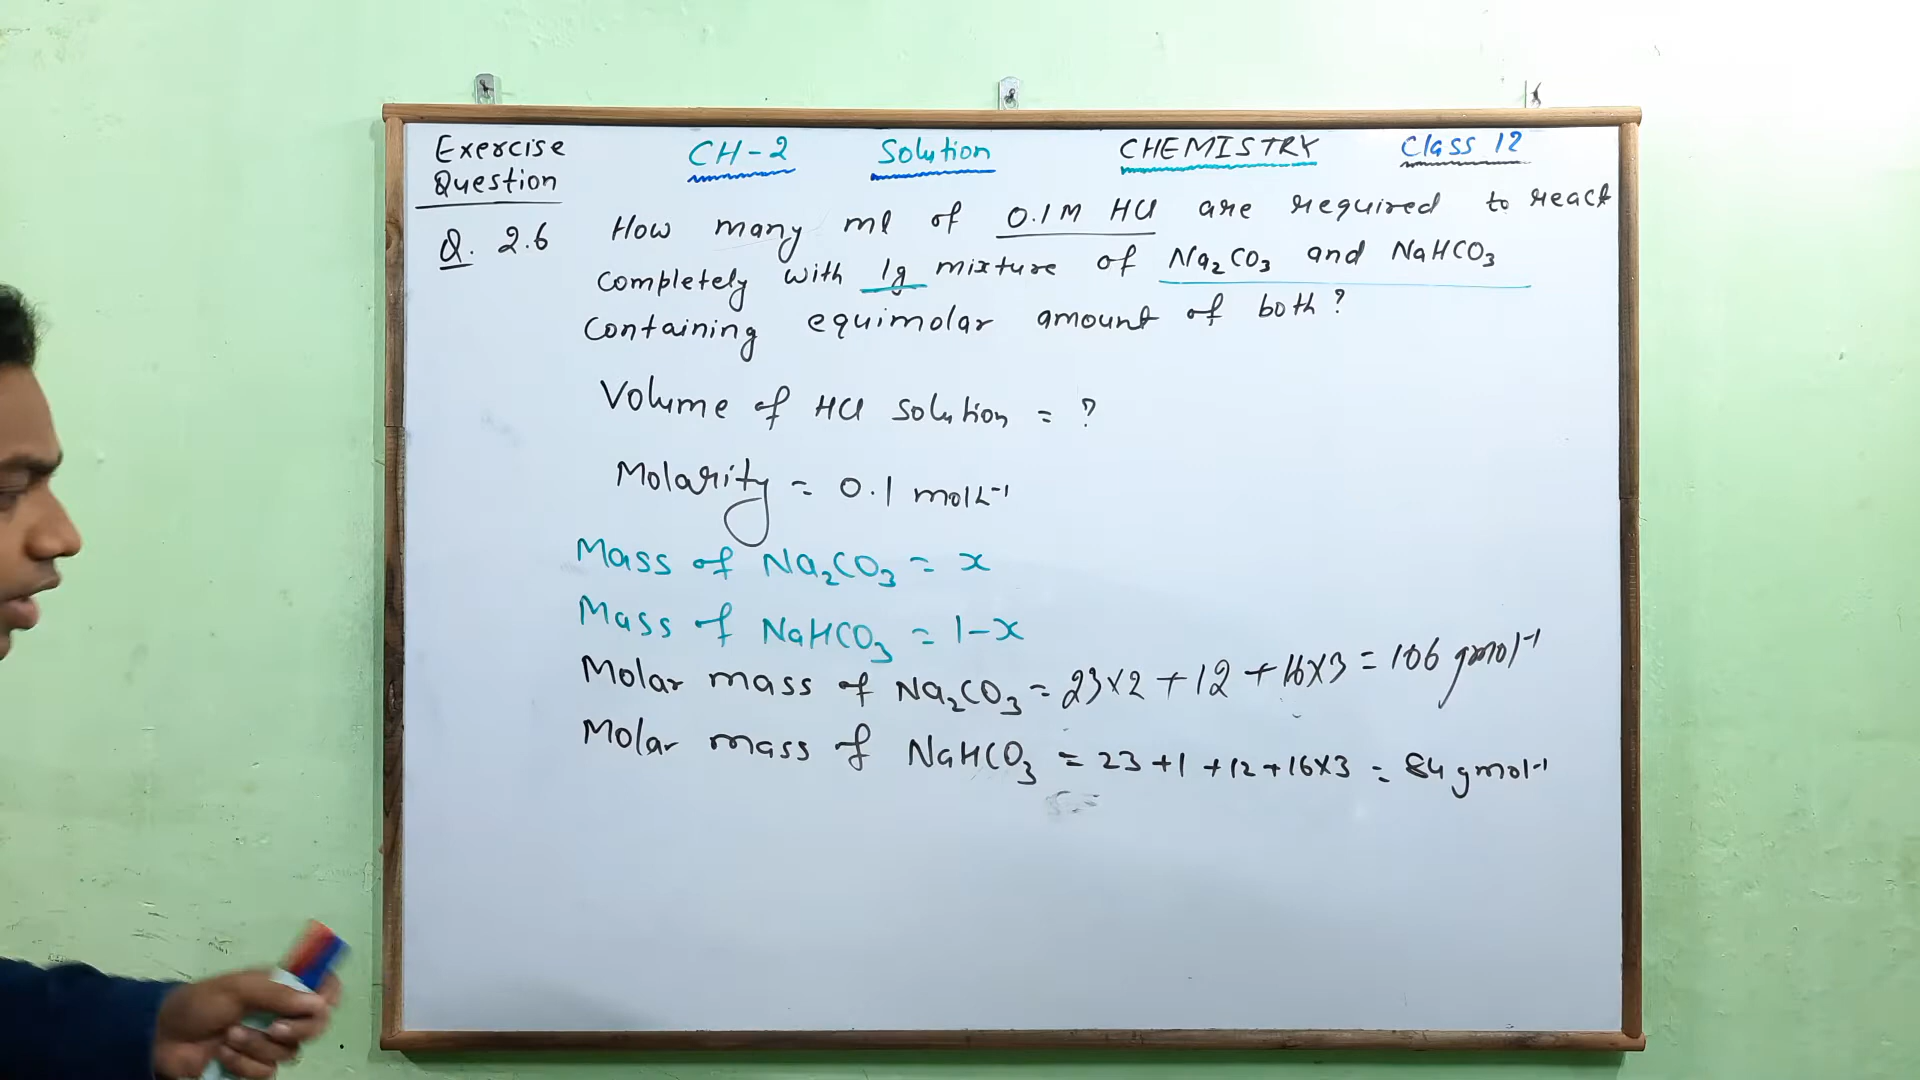 Exercise Question CH-2 Solution CHEMISTRY Class 12
Q. 2.6 How many ml of 0.1M HCl are required to react
completely with 1g mixture of Na₂CO₃ and NaHCO₃
containing equimolar amount of both?
Volume of HCl solution = ?
Molarity = 0.1 molL⁻¹
Mass of Na₂CO₃ = x
Mass of NaHCO₃ = 1-x
Molar mass of Na₂CO₃ = 23×2 + 12 + 16×3 = 106 gmol⁻¹
Molar mass of NaHCO₃ = 23+1+12+16×3 = 84 gmol⁻¹